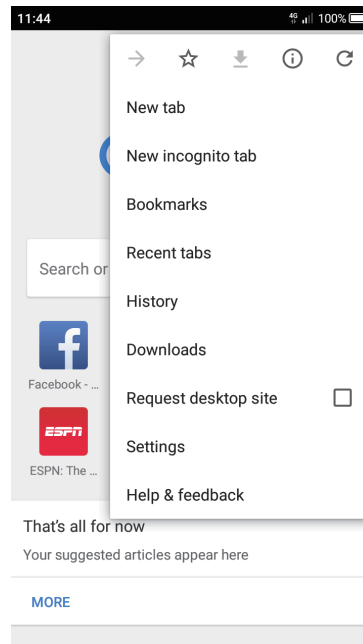 11:44
4G
100%
New tab
New incognito tab
Bookmarks
Recent tabs
Search or
History
Downloads
Facebook - ...
Request desktop site
ESPN
Settings
ESPN: The ...
Help & feedback
That's all for now
Your suggested articles appear here
MORE